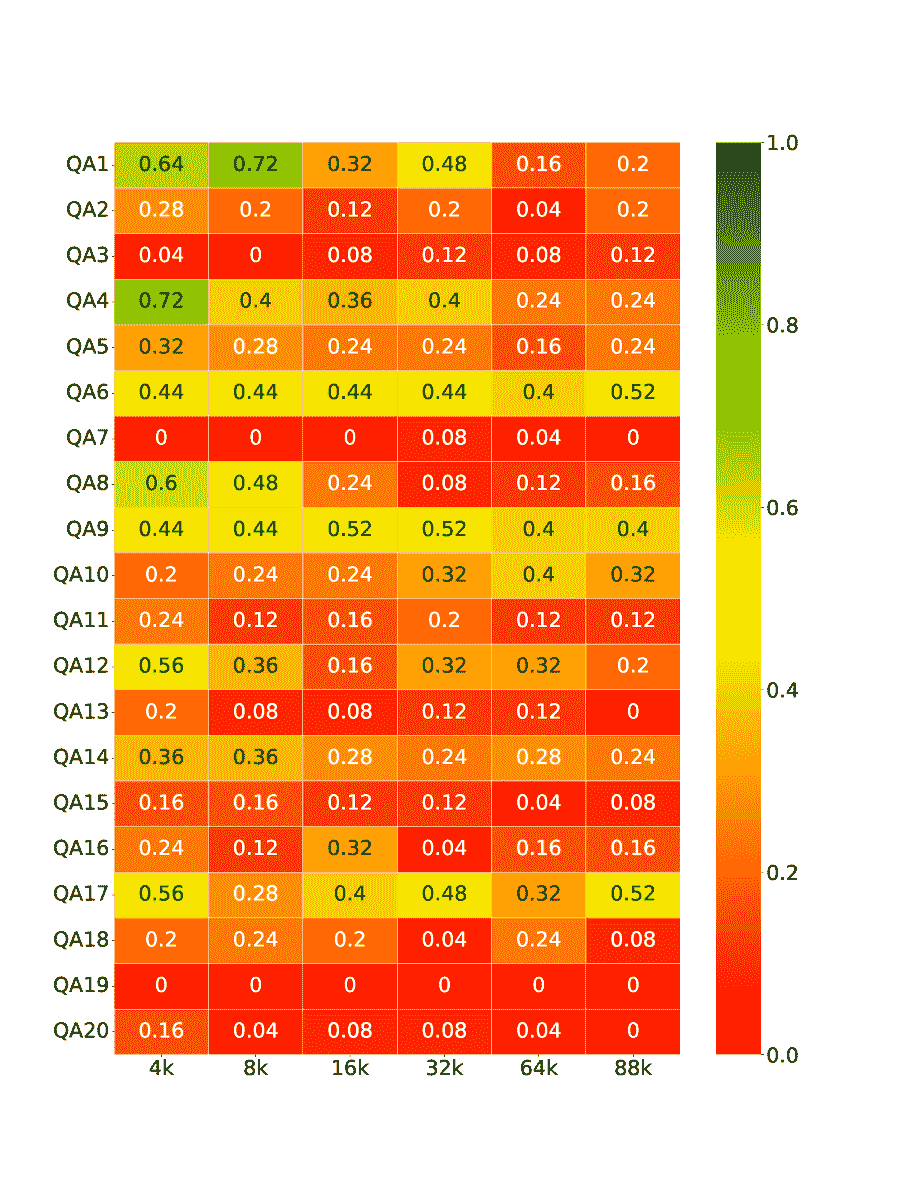 QA1 0.64 0.72 0.32 0.48 0.16 0.2
QA2 0.28 0.2 0.12 0.2 0.04 0.2
QA3 0.04 0 0.08 0.12 0.08 0.12
QA4 0.72 0.4 0.36 0.4 0.24 0.24
QA5 0.32 0.28 0.24 0.24 0.16 0.24
QA6 0.44 0.44 0.44 0.44 0.4 0.52
QA7 0 0 0 0.08 0.04 0
QA8 0.6 0.48 0.24 0.08 0.12 0.16
QA9 0.44 0.44 0.52 0.52 0.4 0.4
QA10 0.2 0.24 0.24 0.32 0.4 0.32
QA11 0.24 0.12 0.16 0.2 0.12 0.12
QA12 0.56 0.36 0.16 0.32 0.32 0.2
QA13 0.2 0.08 0.08 0.12 0.12 0
QA14 0.36 0.36 0.28 0.24 0.28 0.24
QA15 0.16 0.16 0.12 0.12 0.04 0.08
QA16 0.24 0.12 0.32 0.04 0.16 0.16
QA17 0.56 0.28 0.4 0.48 0.32 0.52
QA18 0.2 0.24 0.2 0.04 0.24 0.08
QA19 0 0 0 0 0 0
QA20 0.16 0.04 0.08 0.08 0.04 0
4k 8k 16k 32k 64k 88k
1.0
0.8
0.6
0.4
0.2
0.0